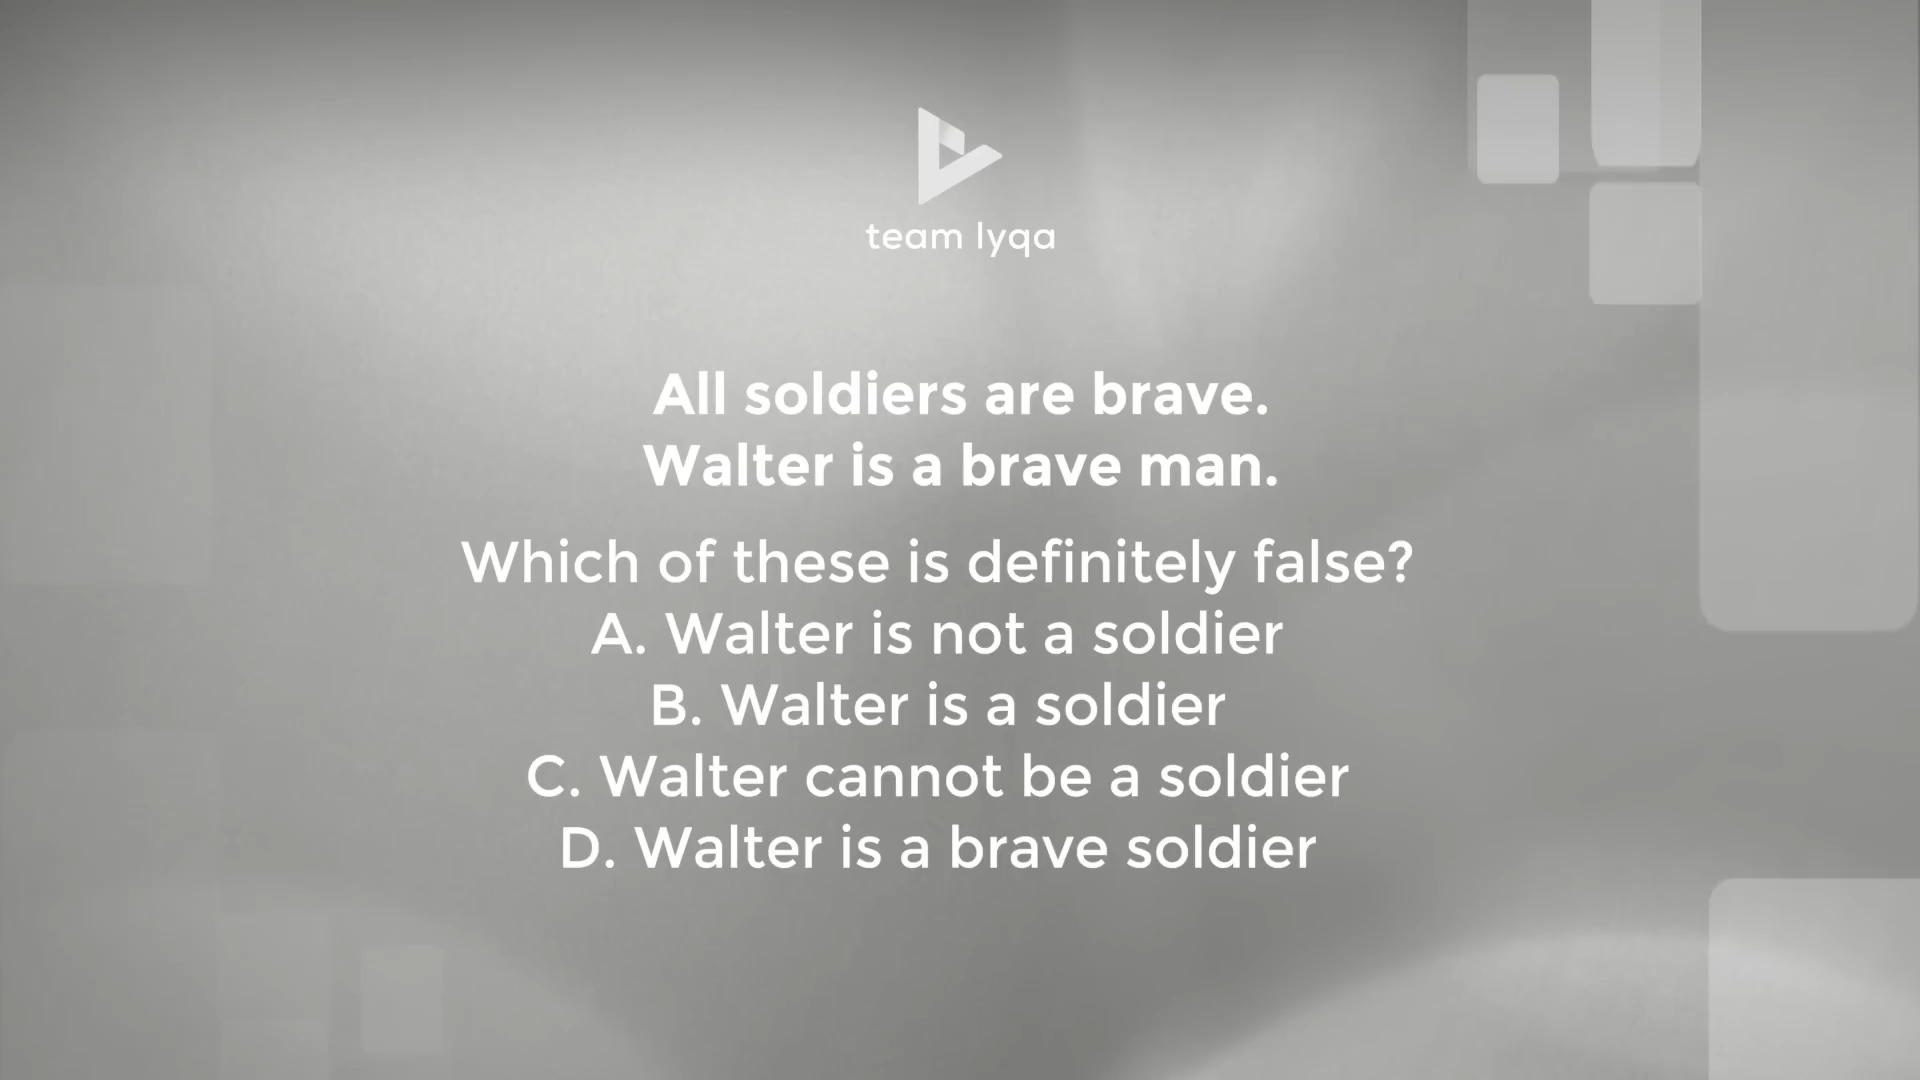 team lyqa
All soldiers are brave.
Walter is a brave man.
Which of these is definitely false?
A. Walter is not a soldier
B. Walter is a soldier
C. Walter cannot be a soldier
D. Walter is a brave soldier